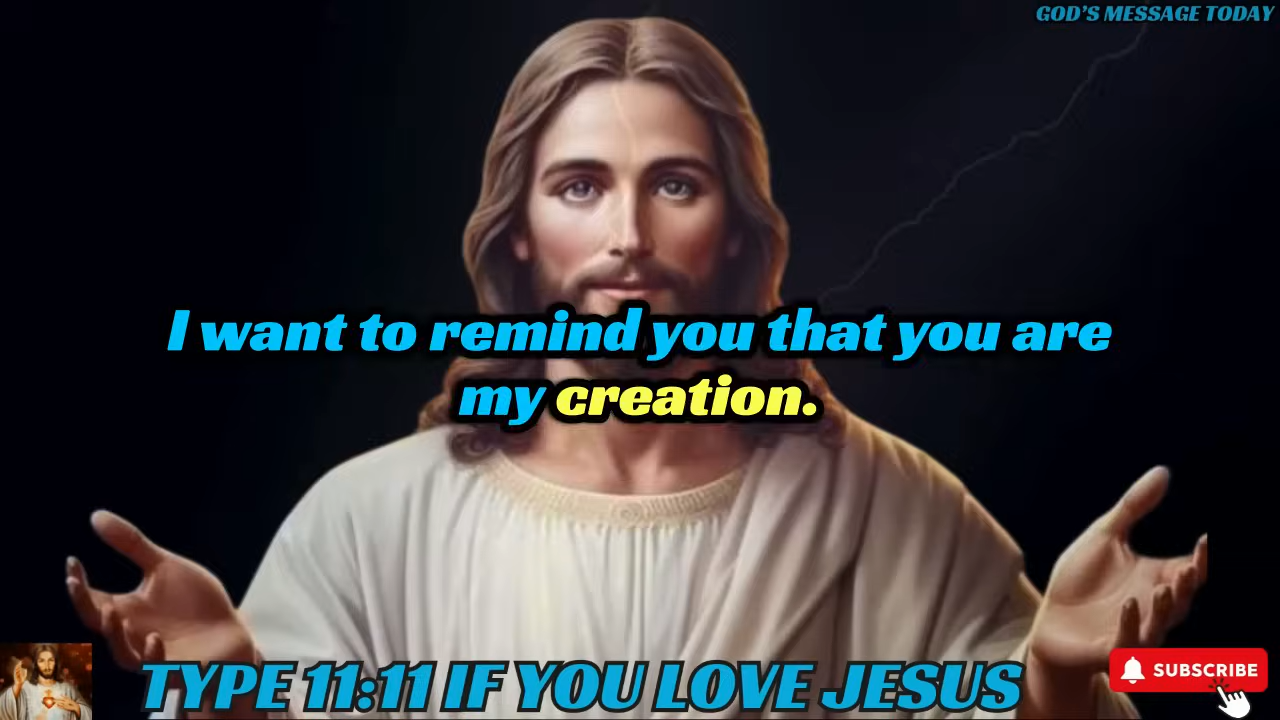 GOD'S MESSAGE TODAY
I want to remind you that you are
my creation.
TYPE 11:11 IF YOU LOVE JESUS
SUBSCRIBE